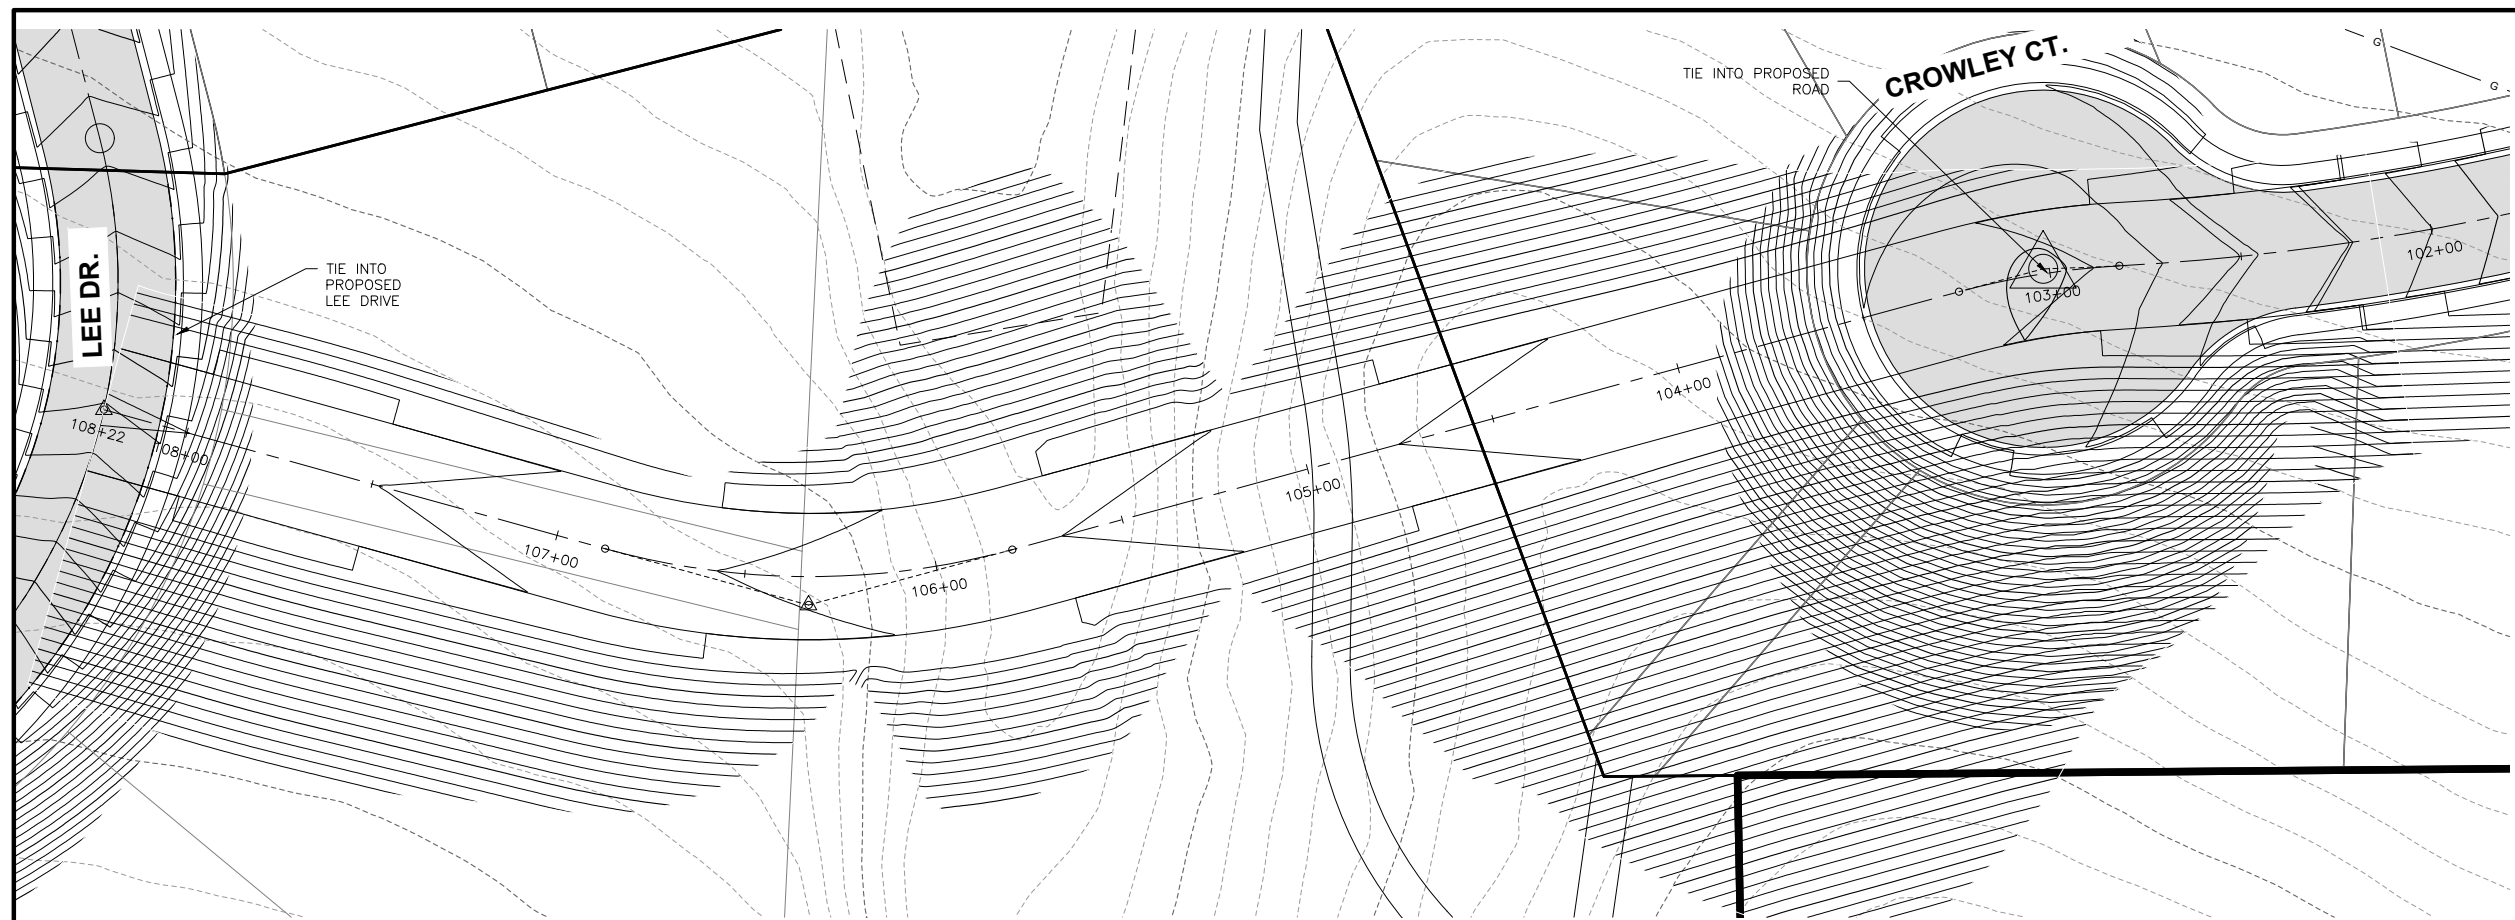 CROWLEY CT.
TIE INTO PROPOSED
ROAD
G
G
LEE DR.
TIE INTO
PROPOSED
LEE DRIVE
102+00
103+00
104+00
105+00
106+00
107+00
108+00
108+22